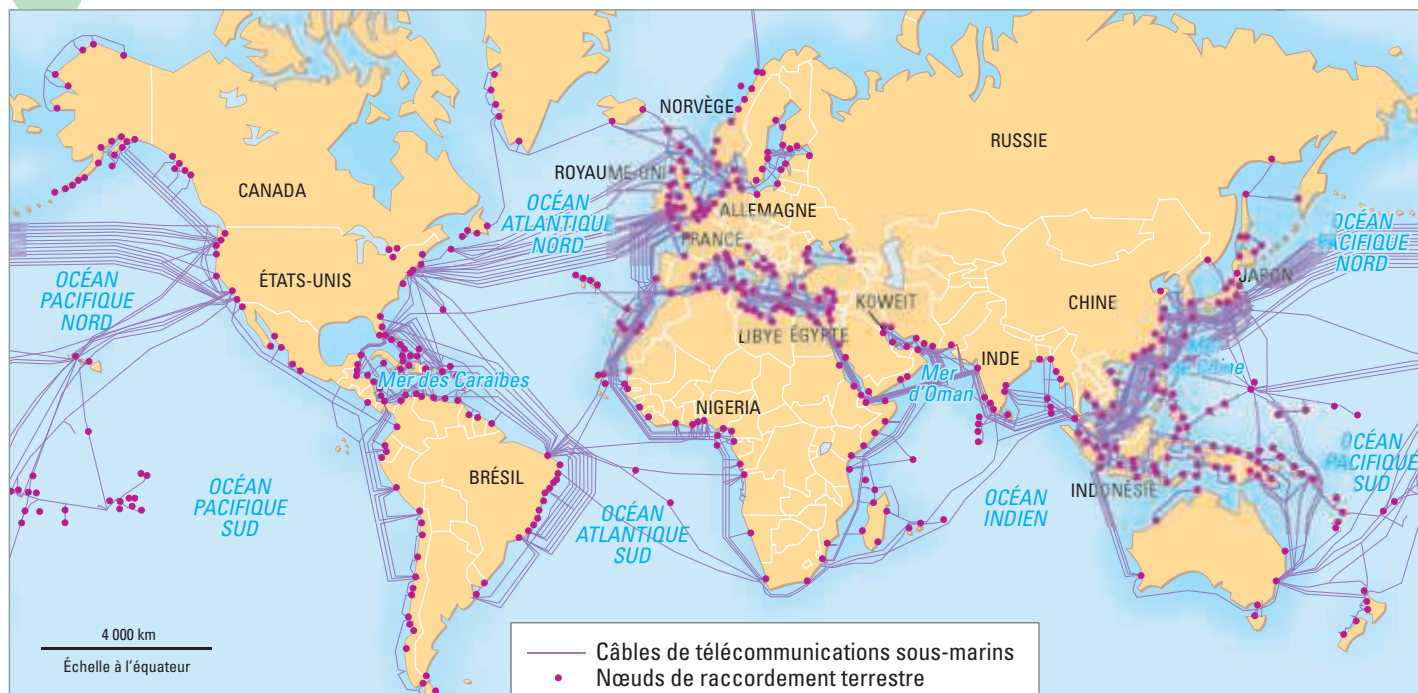 NORVÈGE
RUSSIE
ROYAUME-UNI
CANADA
OCÉAN
ATLANTIQUE
NORD
ALLEMAGNE
FRANCE
OCÉAN
PACIFIQUE
NORD
ÉTATS-UNIS
OCÉAN
PACIFIQUE
NORD
JAPON
CHINE
KOWEIT
LIBYE
ÉGYPTE
INDE
Mer
Chine
Mer des Caraïbes
Mer
d'Oman
NIGERIA
BRÉSIL
OCÉAN
PACIFIQUE
SUD
OCÉAN
PACIFIQUE
SUD
OCÉAN
ATLANTIQUE
SUD
OCÉAN
INDIEN
INDONÉSIE
4 000 km
Échelle à l'équateur
Câbles de télécommunications sous-marins
Nœuds de raccordement terrestre